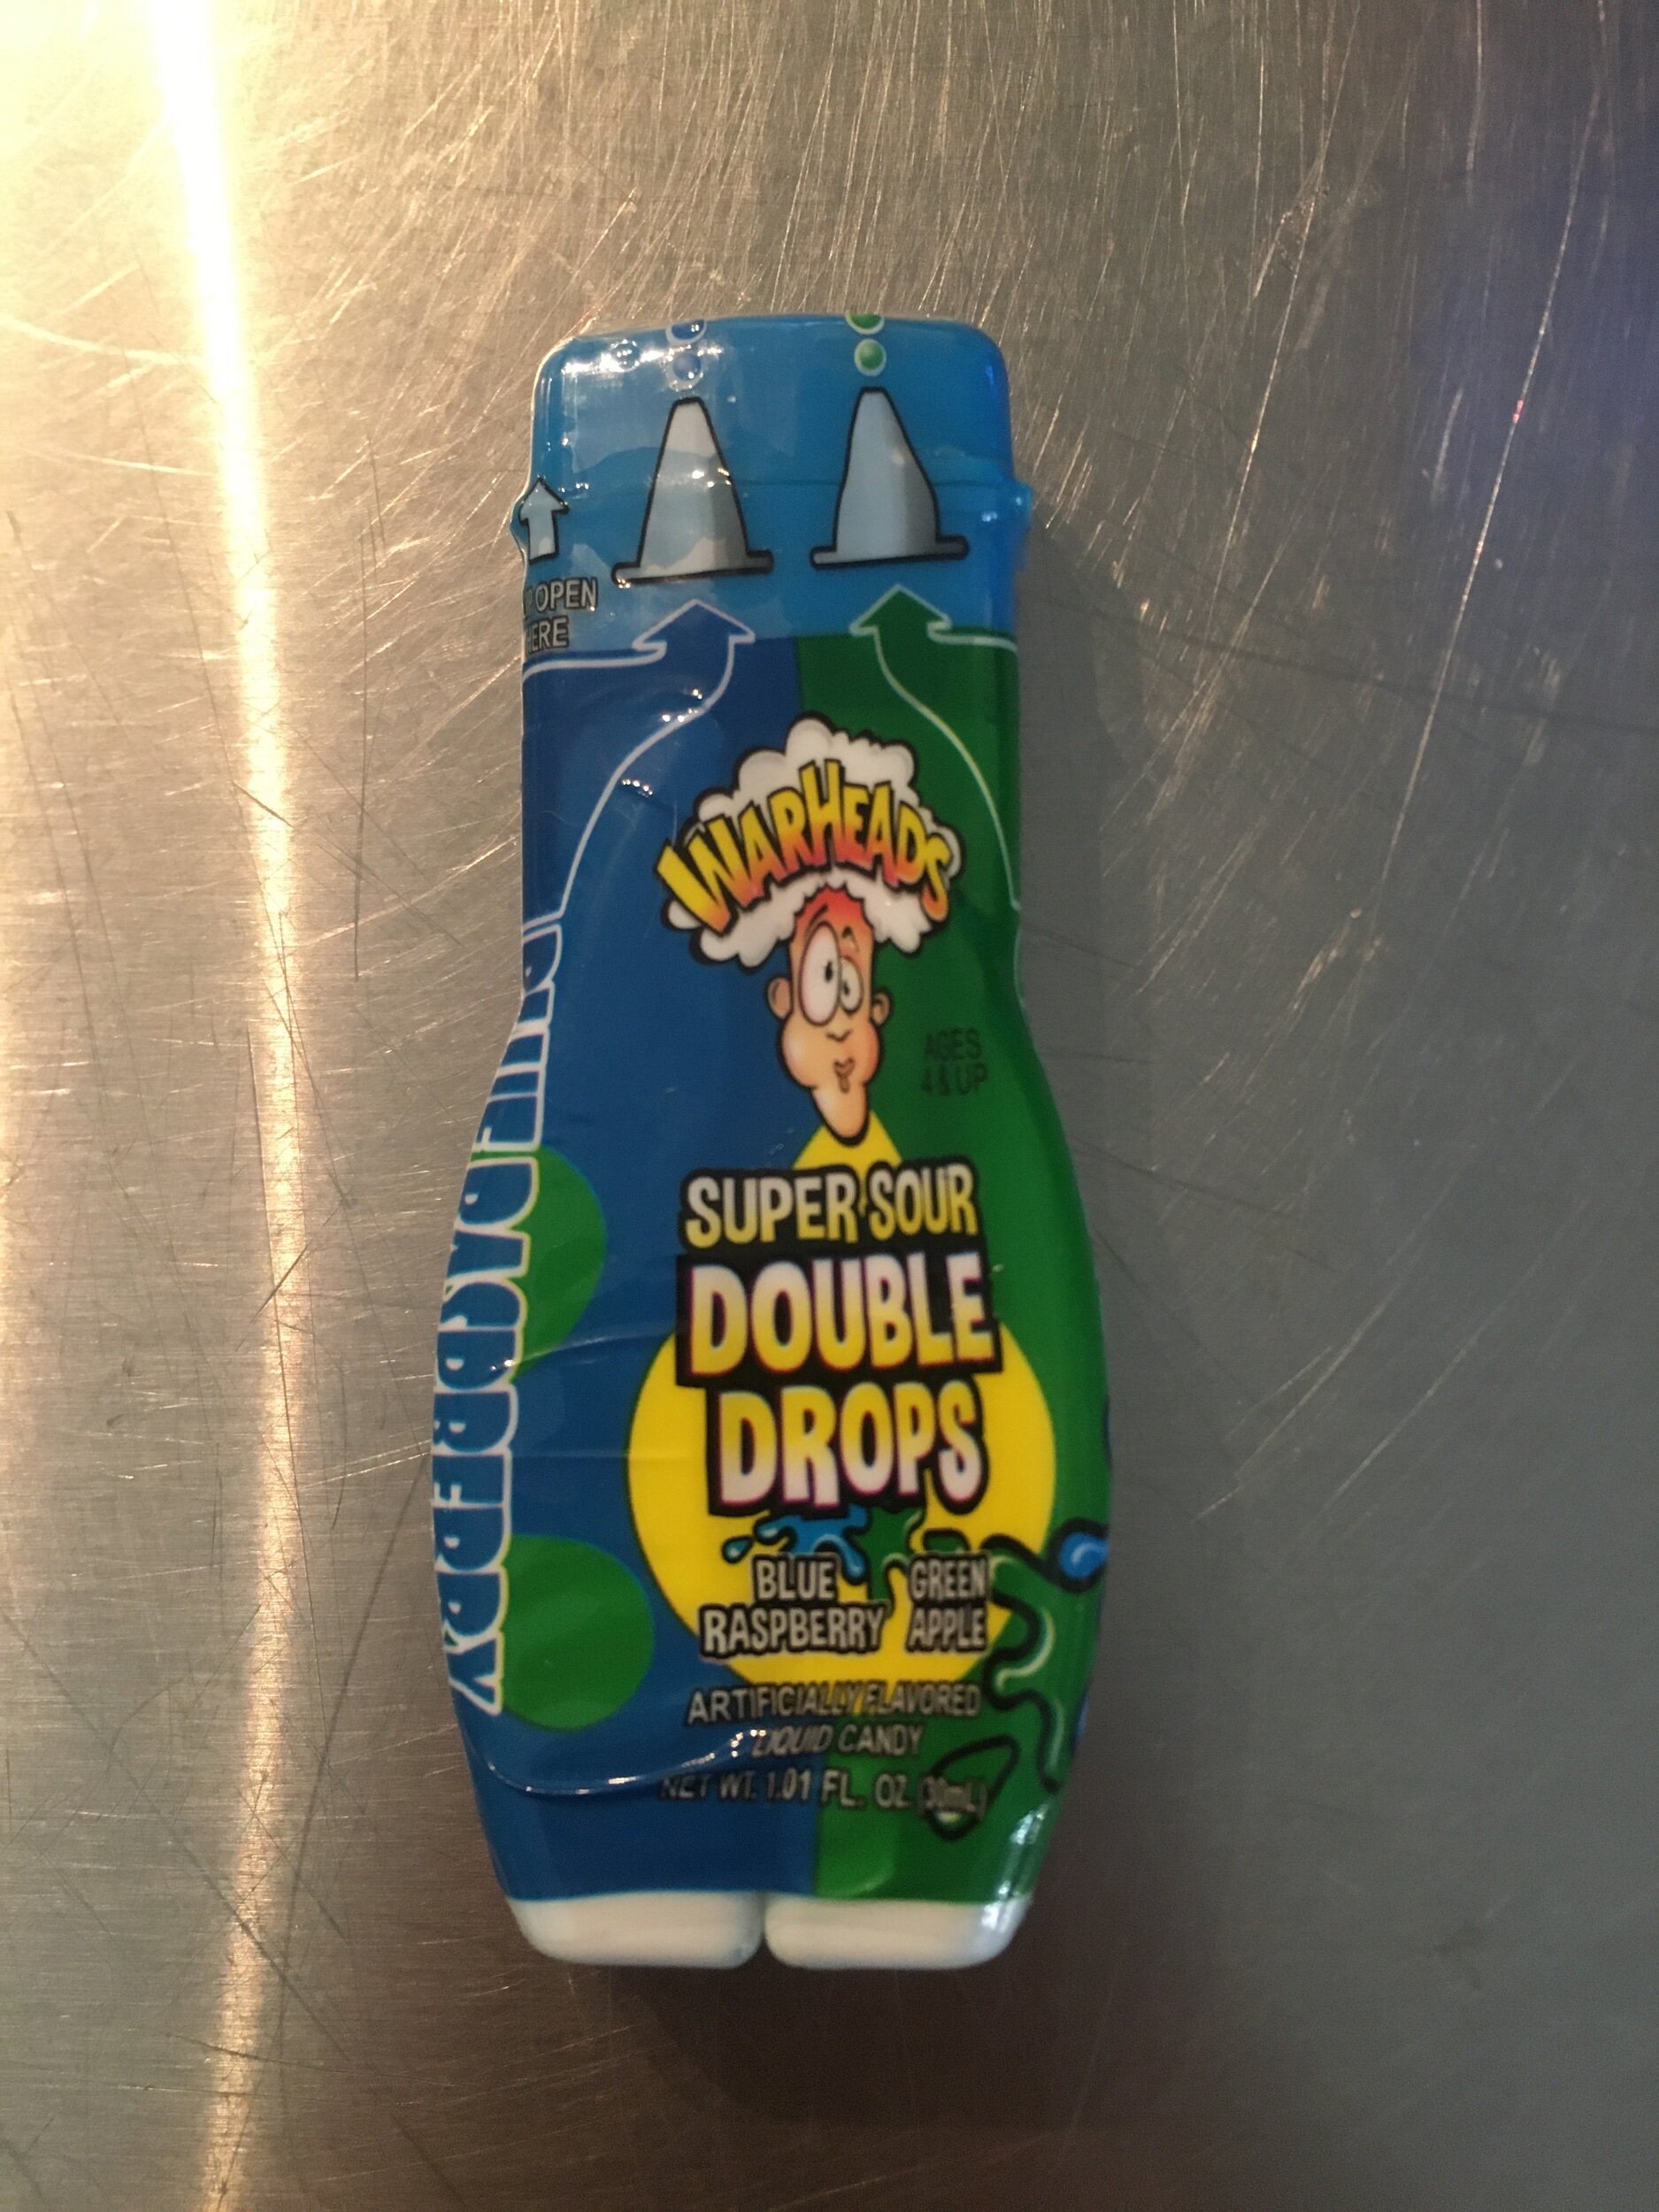 OPEN
HERE
WARHEADS
AGES
4 & UP
SUPER SOUR
DOUBLE
DROPS
BLUE
RASPBERRY
GREEN
APPLE
ARTIFICIALLY FLAVORED
LIQUID CANDY
NET WT. 1.01 FL. OZ. (30mL)
BLUE RASPBERRY